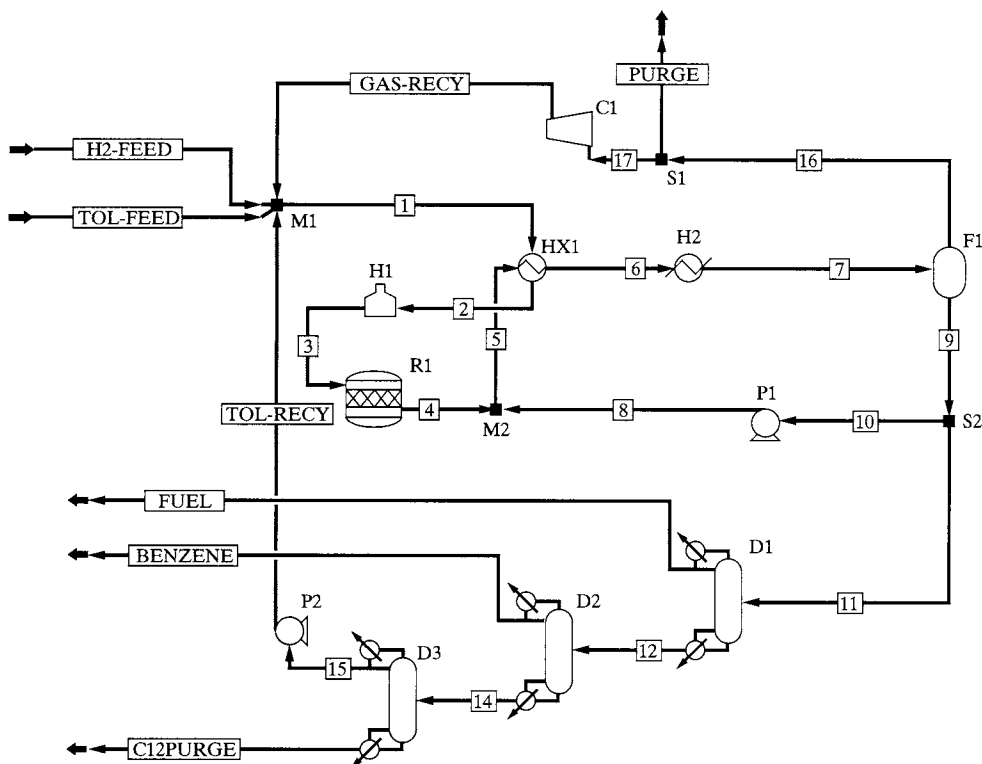 PURGE
GAS-RECY
C1
H2-FEED
17
S1
16
TOL-FEED
M1
1
HX1
H2
F1
6
7
H1
2
5
9
3
R1
TOL-RECY
4
M2
8
P1
10
S2
FUEL
BENZENE
D1
P2
D2
11
12
D3
15
14
C12PURGE